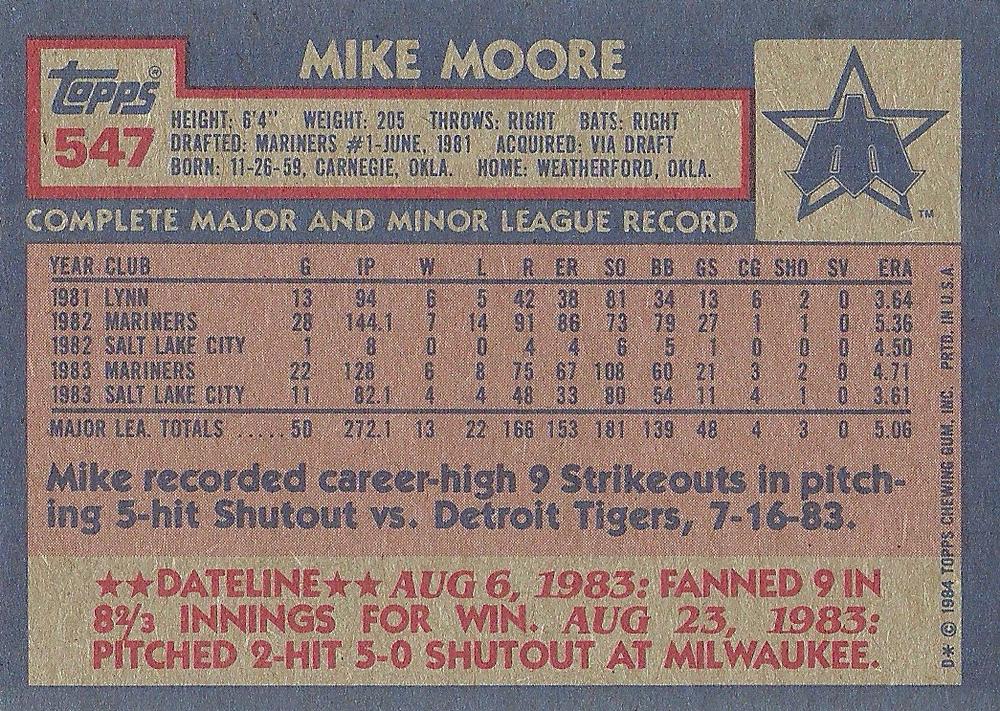 MIKE MOORE
Topps®
547
HEIGHT: 6'4" WEIGHT: 205 THROWS: RIGHT BATS: RIGHT
DRAFTED: MARINERS #1-JUNE, 1981 ACQUIRED: VIA DRAFT
BORN: 11-26-59, CARNEGIE, OKLA. HOME: WEATHERFORD, OKLA.
TM
COMPLETE MAJOR AND MINOR LEAGUE RECORD
YEAR CLUB G IP W L R ER SO BB GS CG SHO SV ERA
1981 LYNN 13 94 6 5 42 38 81 34 13 6 2 0 3.64
1982 MARINERS 28 144.1 7 14 91 86 73 79 27 1 1 0 5.36
1982 SALT LAKE CITY 1 8 0 0 4 4 6 5 1 0 0 0 4.50
1983 MARINERS 22 128 6 8 75 67 108 60 21 3 2 0 4.71
1983 SALT LAKE CITY 11 82.1 4 4 48 33 80 54 11 4 1 0 3.61
MAJOR LEA. TOTALS ..... 50 272.1 13 22 166 153 181 139 48 4 3 0 5.06
Mike recorded career-high 9 Strikeouts in pitch-
ing 5-hit Shutout vs. Detroit Tigers, 7-16-83.
★★DATELINE★★ AUG 6, 1983: FANNED 9 IN
8 2/3 INNINGS FOR WIN. AUG 23, 1983:
PITCHED 2-HIT 5-0 SHUTOUT AT MILWAUKEE.
D* © 1984 TOPPS CHEWING GUM, INC. PRTD. IN U.S.A.